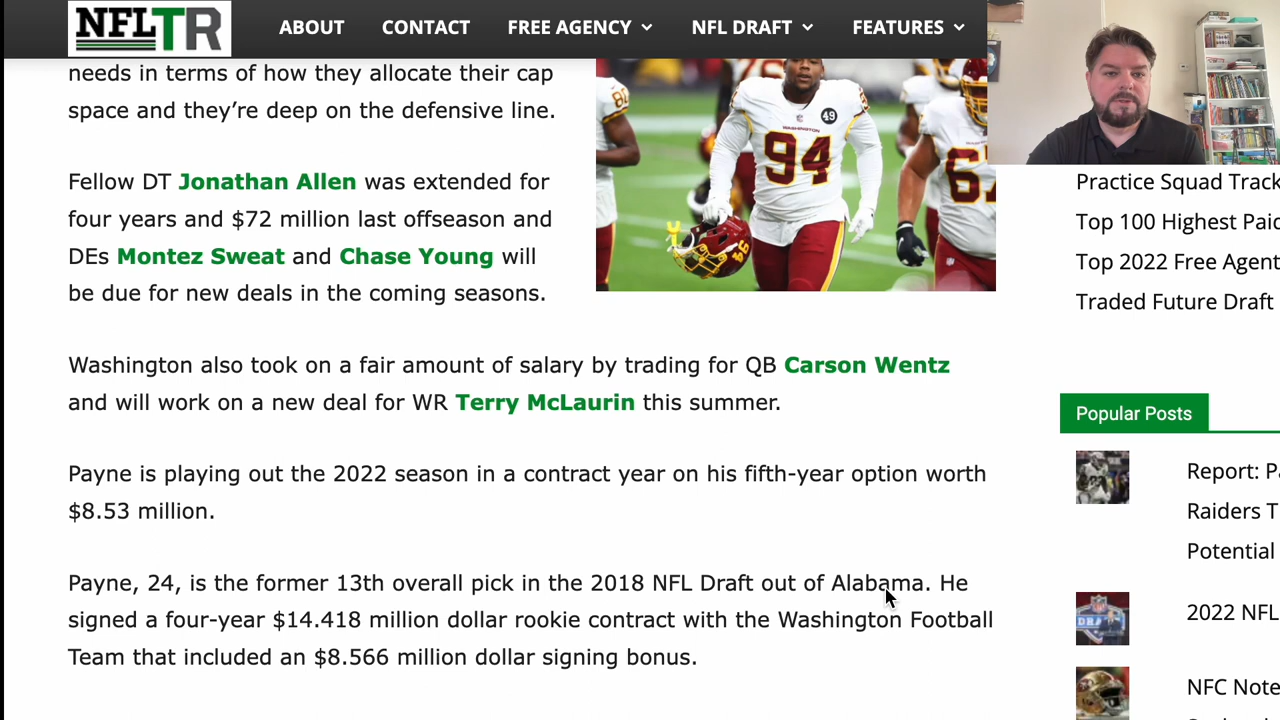 NFLTR ABOUT CONTACT FREE AGENCY NFL DRAFT FEATURES
needs in terms of how they allocate their cap
space and they’re deep on the defensive line.
Fellow DT Jonathan Allen was extended for
four years and $72 million last offseason and
DEs Montez Sweat and Chase Young will
be due for new deals in the coming seasons.
Washington also took on a fair amount of salary by trading for QB Carson Wentz
and will work on a new deal for WR Terry McLaurin this summer.
Payne is playing out the 2022 season in a contract year on his fifth-year option worth
$8.53 million.
Payne, 24, is the former 13th overall pick in the 2018 NFL Draft out of Alabama. He
signed a four-year $14.418 million dollar rookie contract with the Washington Football
Team that included an $8.566 million dollar signing bonus.
49
WASHINGTON
94
Practice Squad Track
Top 100 Highest Paid
Top 2022 Free Agent
Traded Future Draft
Popular Posts
Report: Pa
Raiders T
Potential
2022 NFL
NFC Note